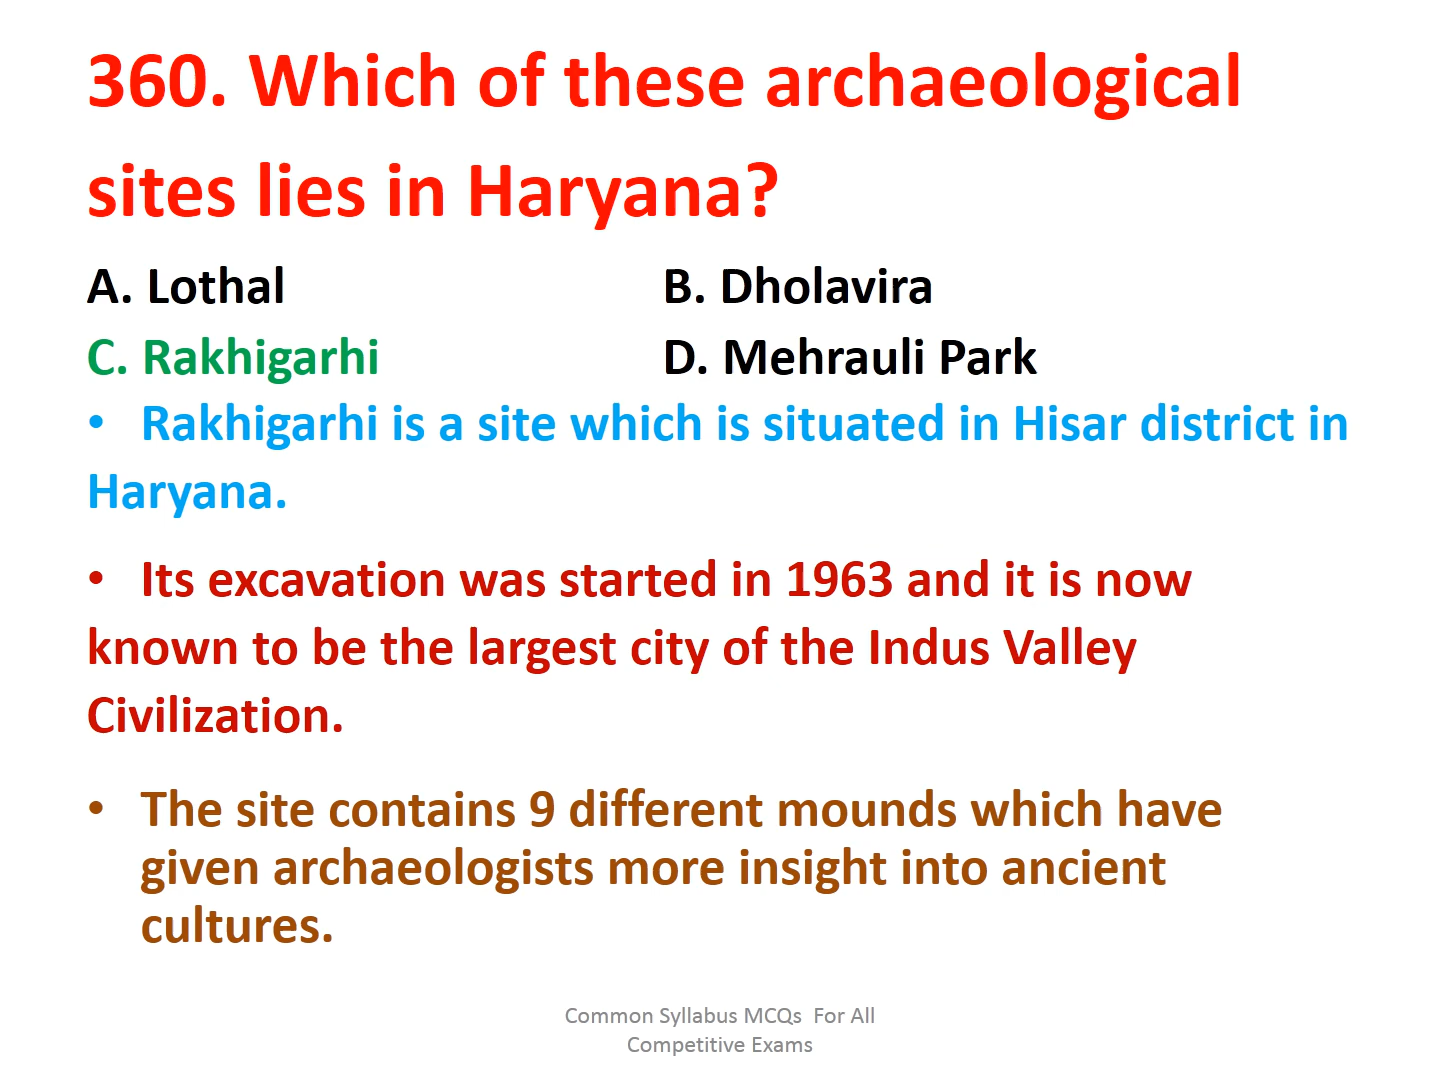 360. Which of these archaeological
sites lies in Haryana?
A. Lothal B. Dholavira
C. Rakhigarhi D. Mehrauli Park
• Rakhigarhi is a site which is situated in Hisar district in
Haryana.
• Its excavation was started in 1963 and it is now
known to be the largest city of the Indus Valley
Civilization.
• The site contains 9 different mounds which have
given archaeologists more insight into ancient
cultures.
Common Syllabus MCQs For All
Competitive Exams